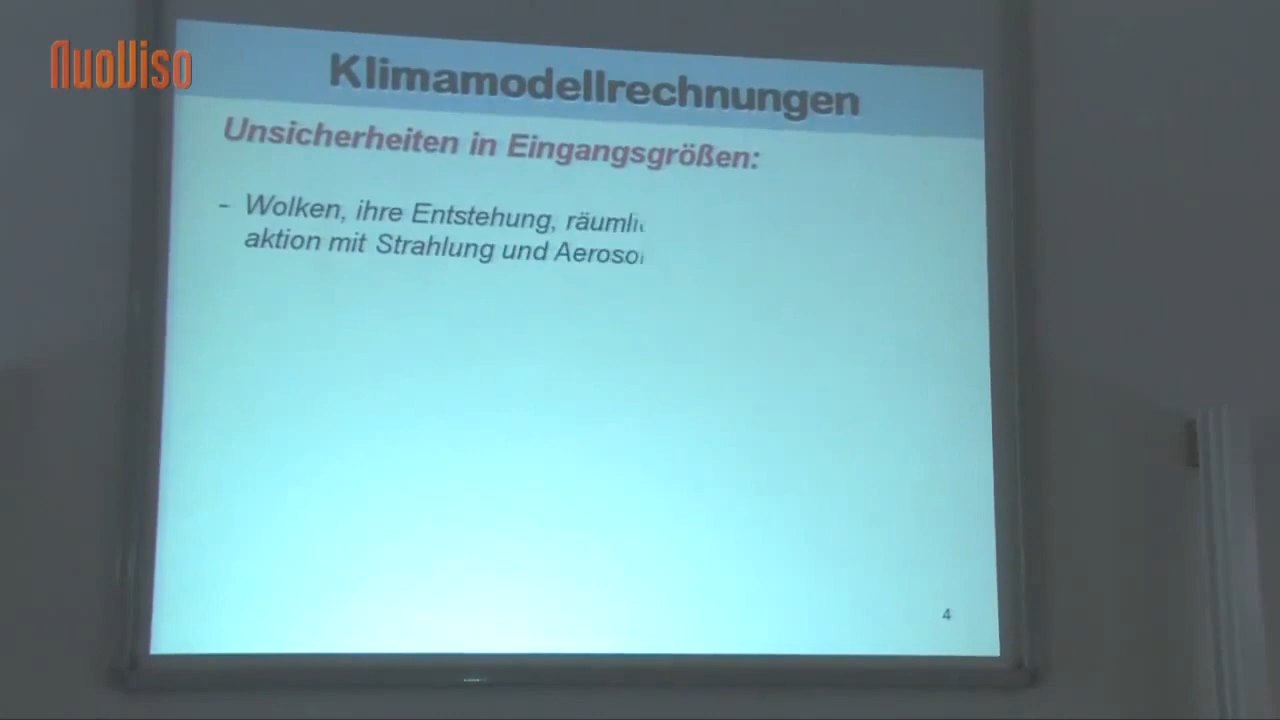 NuoViso
Klimamodellrechnungen
Unsicherheiten in Eingangsgrößen:
- Wolken, ihre Entstehung,
aktion mit Strahlung und
4